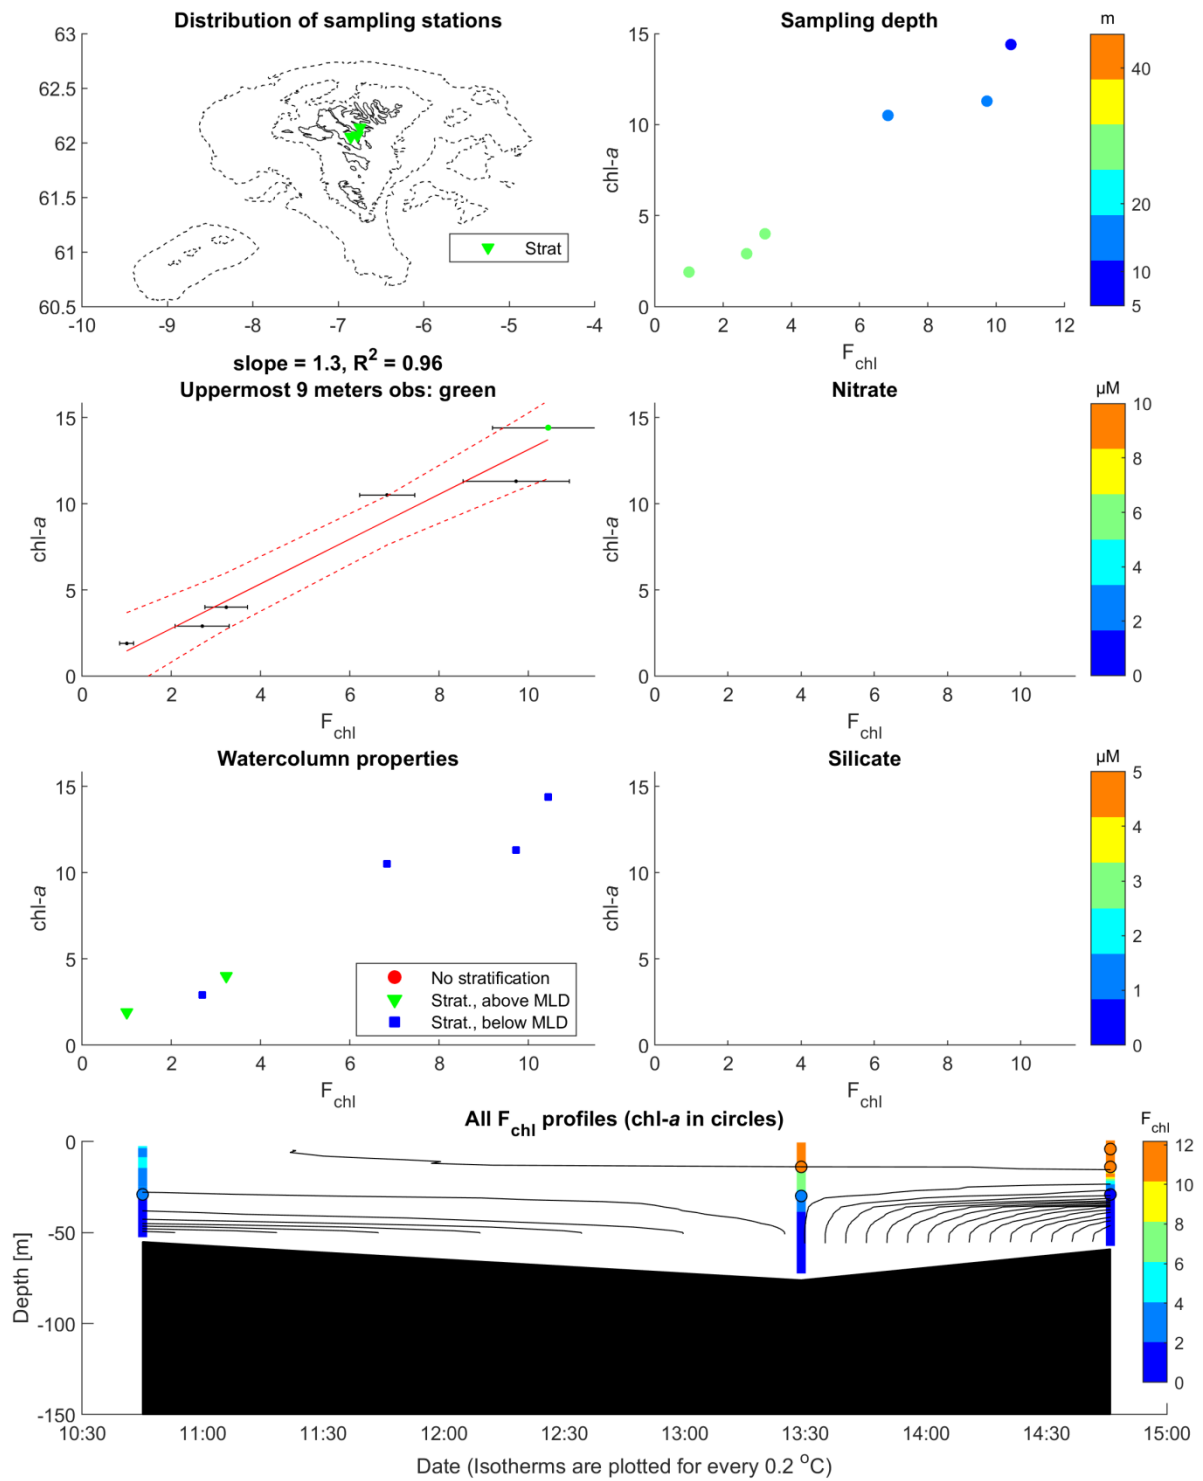 Distribution of sampling stations
63
62.5
62
61.5
61
60.5
-10 -9 -8 -7 -6 -5 -4
Strat
Sampling depth
15
10
5
0
chl-a
0 2 4 6 8 10 12
F_chl
m
40
20
10
5
slope = 1.3, R^2 = 0.96
Uppermost 9 meters obs: green
15
10
5
0
chl-a
0 2 4 6 8 10
F_chl
Nitrate
15
10
5
0
chl-a
0 2 4 6 8 10
F_chl
µM
10
8
6
4
2
0
Watercolumn properties
15
10
5
0
chl-a
0 2 4 6 8 10
F_chl
No stratification
Strat., above MLD
Strat., below MLD
Silicate
15
10
5
0
chl-a
0 2 4 6 8 10
F_chl
µM
5
4
3
2
1
0
All F_chl profiles (chl-a in circles)
0
-50
-100
-150
Depth [m]
10:30 11:00 11:30 12:00 12:30 13:00 13:30 14:00 14:30 15:00
Date (Isotherms are plotted for every 0.2 °C)
F_chl
12
10
8
6
4
2
0